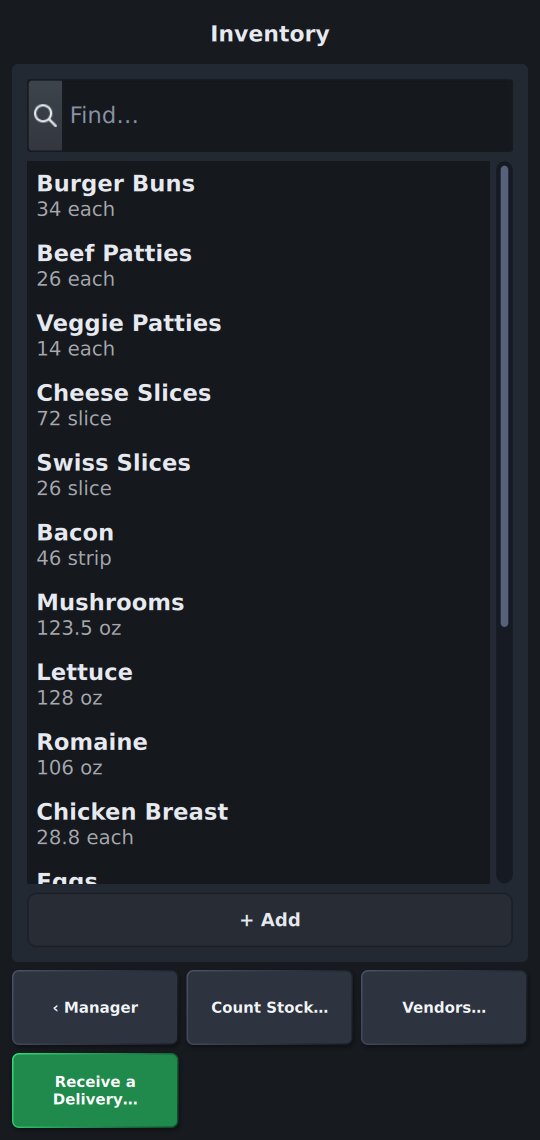 Inventory
Find...
Burger Buns
34 each
Beef Patties
26 each
Veggie Patties
14 each
Cheese Slices
72 slice
Swiss Slices
26 slice
Bacon
46 strip
Mushrooms
123.5 oz
Lettuce
128 oz
Romaine
106 oz
Chicken Breast
28.8 each
Eggs
+ Add
‹ Manager
Count Stock...
Vendors...
Receive a
Delivery...